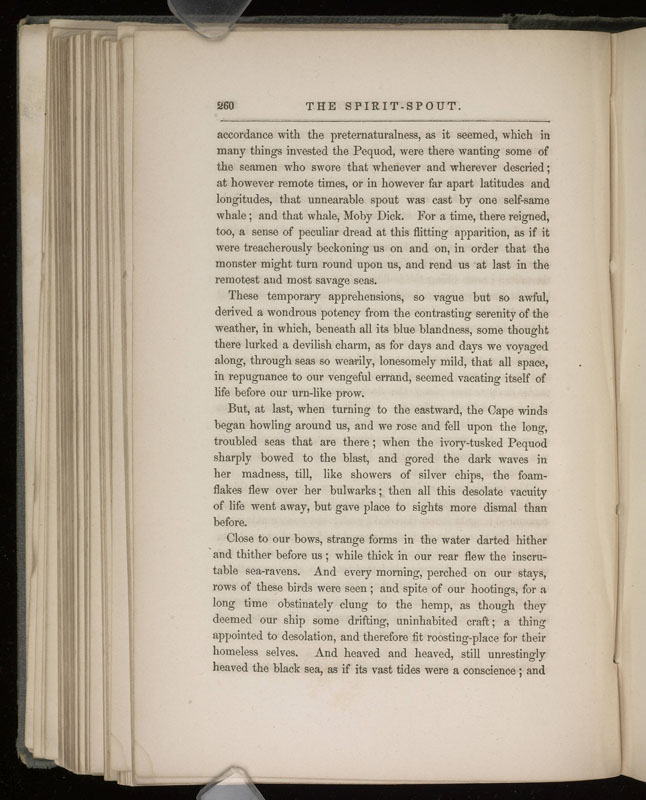 260 THE SPIRIT-SPOUT.
accordance with the preternaturalness, as it seemed, which in
many things invested the Pequod, were there wanting some of
the seamen who swore that whenever and wherever descried;
at however remote times, or in however far apart latitudes and
longitudes, that unnearable spout was cast by one self-same
whale; and that whale, Moby Dick. For a time, there reigned,
too, a sense of peculiar dread at this flitting apparition, as if it
were treacherously beckoning us on and on, in order that the
monster might turn round upon us, and rend us at last in the
remotest and most savage seas.
These temporary apprehensions, so vague but so awful,
derived a wondrous potency from the contrasting serenity of the
weather, in which, beneath all its blue blandness, some thought
there lurked a devilish charm, as for days and days we voyaged
along, through seas so wearily, lonesomely mild, that all space,
in repugnance to our vengeful errand, seemed vacating itself of
life before our urn-like prow.
But, at last, when turning to the eastward, the Cape winds
began howling around us, and we rose and fell upon the long,
troubled seas that are there; when the ivory-tusked Pequod
sharply bowed to the blast, and gored the dark waves in
her madness, till, like showers of silver chips, the foam-
flakes flew over her bulwarks; then all this desolate vacuity
of life went away, but gave place to sights more dismal than
before.
Close to our bows, strange forms in the water darted hither
and thither before us; while thick in our rear flew the inscru-
table sea-ravens. And every morning, perched on our stays,
rows of these birds were seen; and spite of our hootings, for a
long time obstinately clung to the hemp, as though they
deemed our ship some drifting, uninhabited craft; a thing
appointed to desolation, and therefore fit roosting-place for their
homeless selves. And heaved and heaved, still unrestingly
heaved the black sea, as if its vast tides were a conscience; and